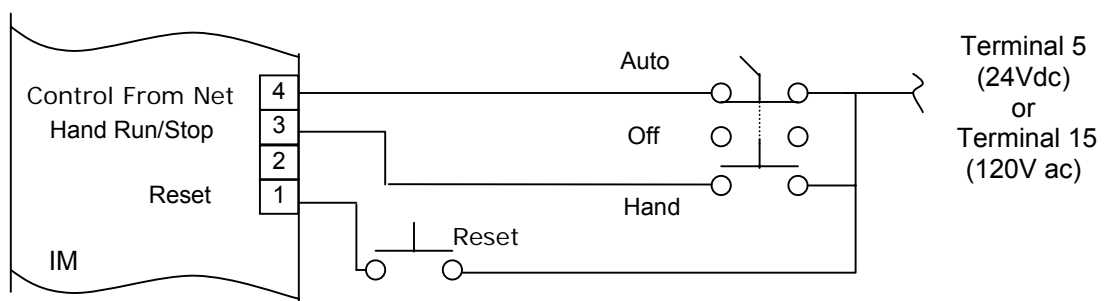 Control From Net
Hand Run/Stop
Reset
IM
4
3
2
1
Auto
Off
Hand
Reset
Terminal 5
(24Vdc)
or
Terminal 15
(120V ac)